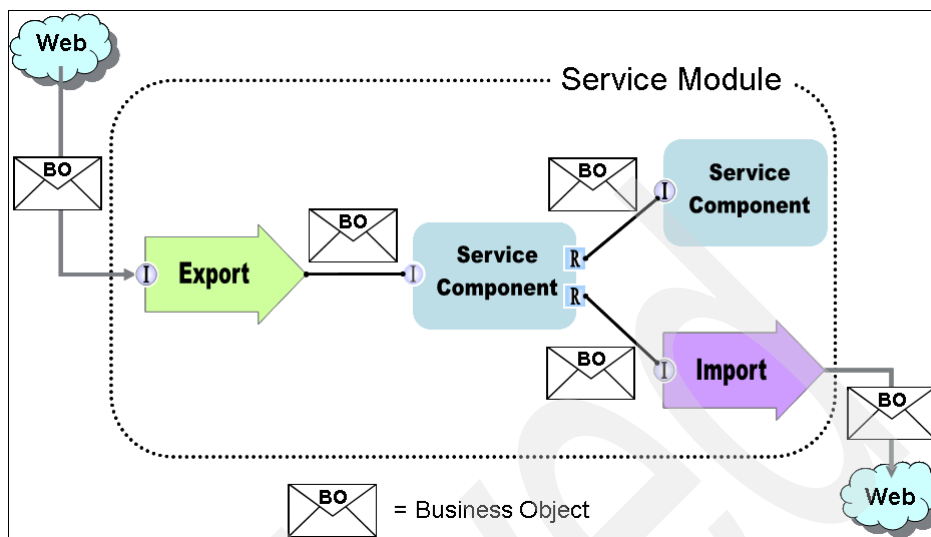 Web
Service Module
BO
BO
Service
Component
I
BO
I
Export
I
Service
Component
R
R
BO
I
Import
BO
Web
BO
= Business Object